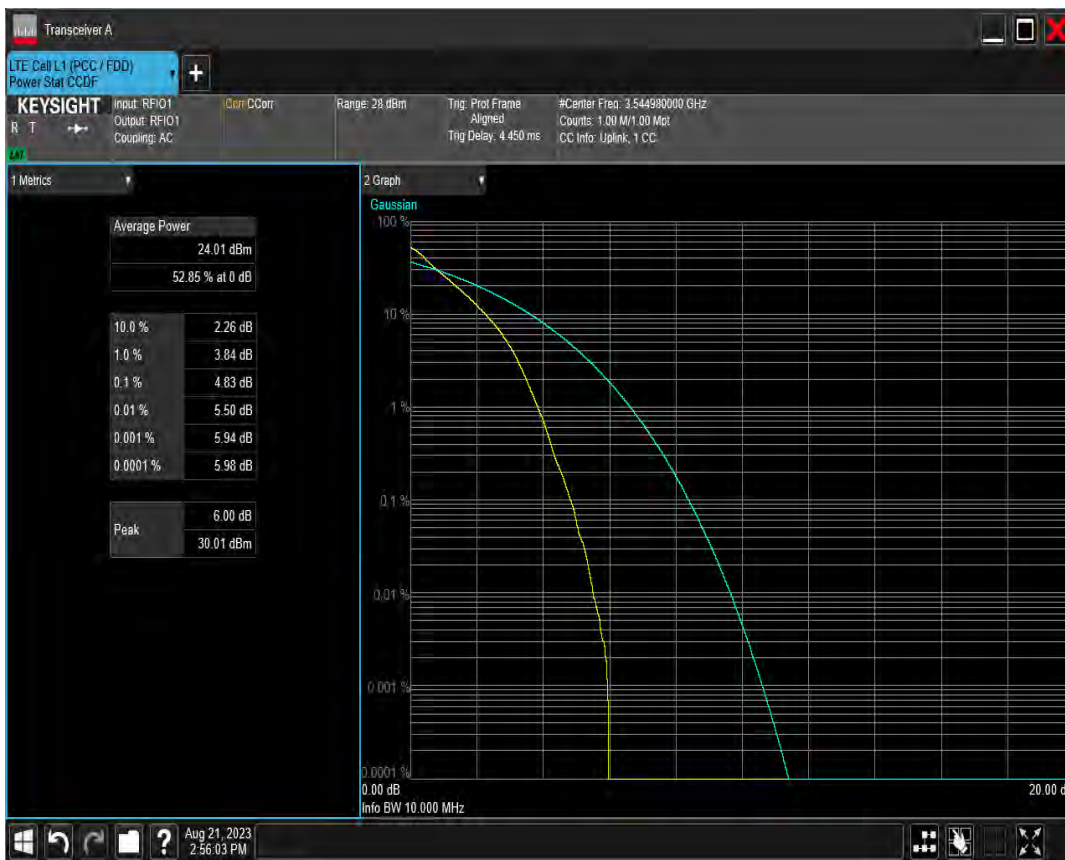 Transceiver A
LTE Cell L1 (PCC / FDD)
Power Stat CCDF
+
KEYSIGHT
R T
LNI
Input: RFIO1
Output: RFIO1
Coupling: AC
Corr CCorr
Range: 28 dBm
Trig: Prot Frame
Aligned
Trig Delay: 4.450 ms
#Center Freq: 3.544980000 GHz
Counts: 1.00 M/1.00 Mpt
CC Info: Uplink, 1 CC
1 Metrics
Average Power
24.01 dBm
52.85 % at 0 dB
10.0 % 2.26 dB
1.0 % 3.84 dB
0.1 % 4.83 dB
0.01 % 5.50 dB
0.001 % 5.94 dB
0.0001 % 5.98 dB
Peak
6.00 dB
30.01 dBm
2 Graph
Gaussian
100 %
10 %
1 %
0.1 %
0.01 %
0.001 %
0.0001 %
0.00 dB
20.00 d
Info BW 10.000 MHz
?
Aug 21, 2023
2:56:03 PM